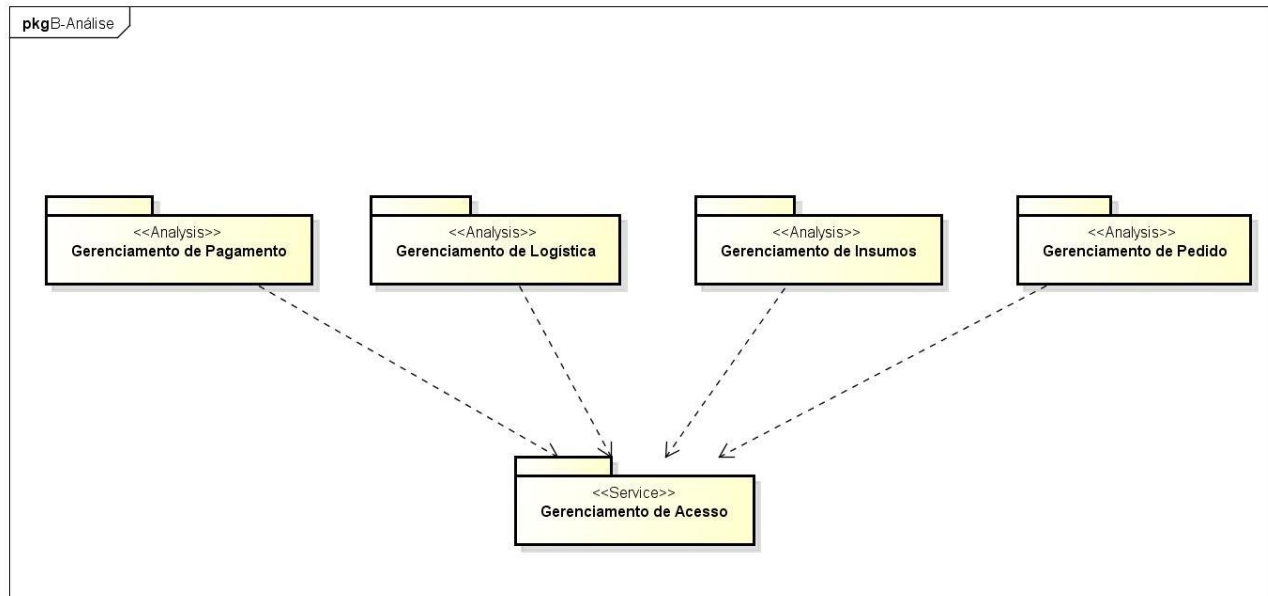 pkg B-Análise
<<Analysis>>
Gerenciamento de Pagamento
<<Analysis>>
Gerenciamento de Logística
<<Analysis>>
Gerenciamento de Insumos
<<Analysis>>
Gerenciamento de Pedido
<<Service>>
Gerenciamento de Acesso